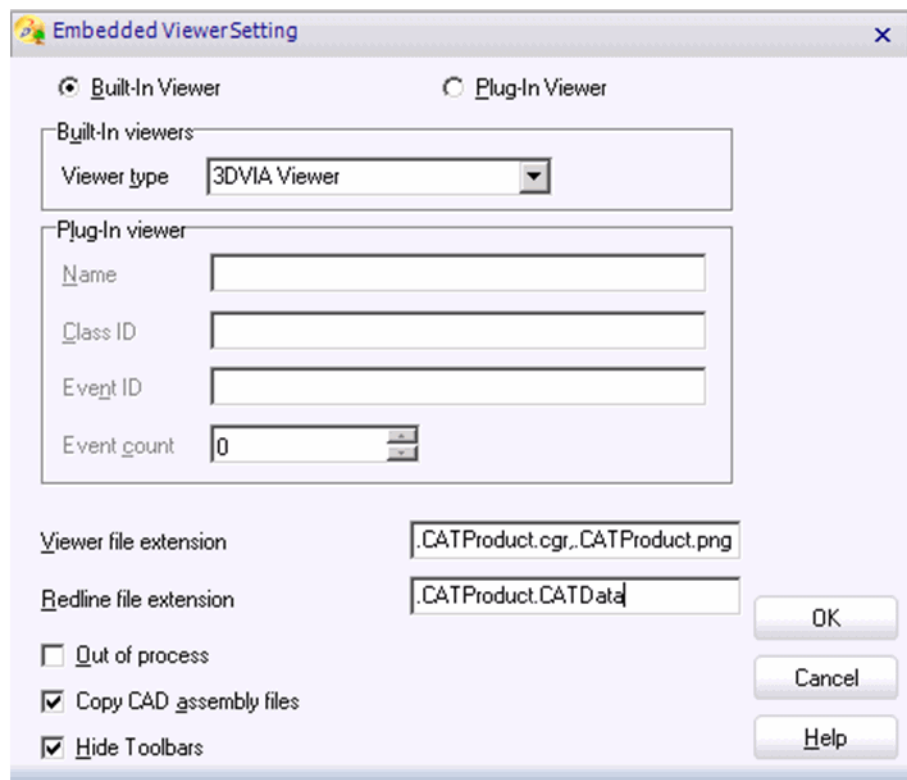 Embedded ViewerSetting
Built-In Viewer Plug-In Viewer
Built-In viewers
Viewer type 3DVIA Viewer
Plug-In viewer
Name
Class ID
Event ID
Event count 0
Viewer file extension .CATProduct.cgr,.CATProduct.png
Redline file extension .CATProduct.CATData
OK
Out of process
Cancel
Copy CAD assembly files
Help
Hide Toolbars